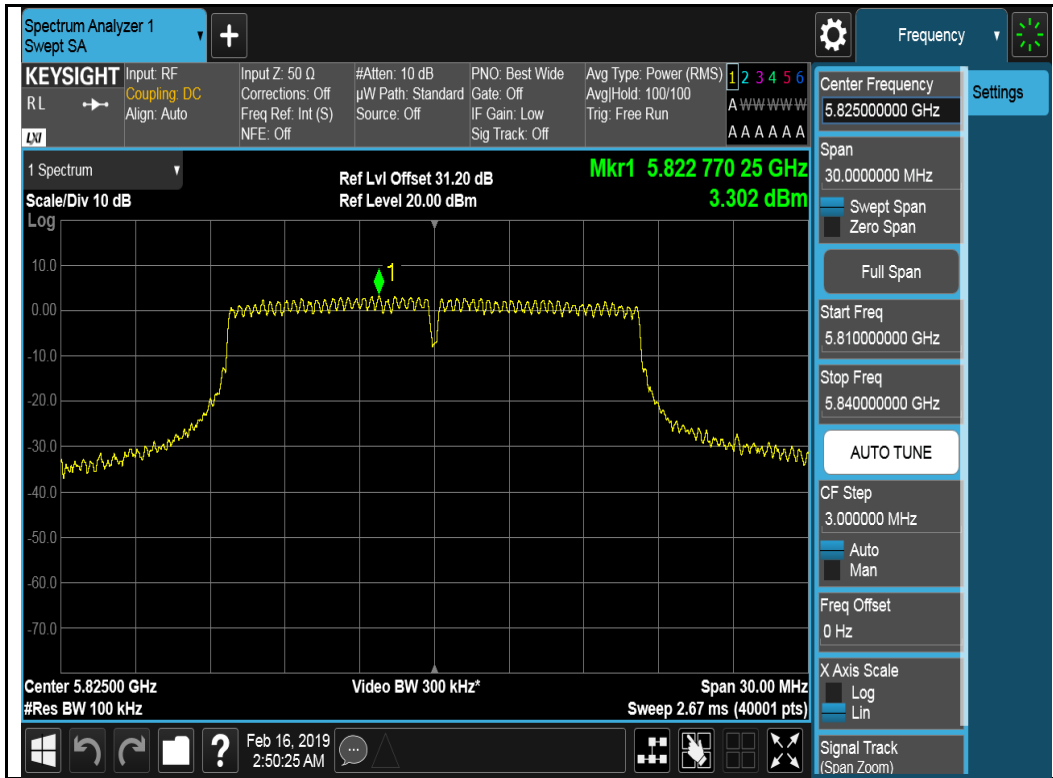 Spectrum Analyzer 1
Swept SA
+
Frequency
KEYSIGHT
R L
LXI
Input: RF
Coupling: DC
Align: Auto
Input Z: 50 Ω
Corrections: Off
Freq Ref: Int (S)
NFE: Off
#Atten: 10 dB
µW Path: Standard
Source: Off
PNO: Best Wide
Gate: Off
IF Gain: Low
Sig Track: Off
Avg Type: Power (RMS)
Avg|Hold: 100/100
Trig: Free Run
1 2 3 4 5 6
A W W W W W
A A A A A A
1 Spectrum
Scale/Div 10 dB
Log
Ref Lvl Offset 31.20 dB
Ref Level 20.00 dBm
Mkr1 5.822 770 25 GHz
3.302 dBm
1
10.0
0.00
-10.0
-20.0
-30.0
-40.0
-50.0
-60.0
-70.0
Center 5.82500 GHz
#Res BW 100 kHz
Video BW 300 kHz*
Span 30.00 MHz
Sweep 2.67 ms (40001 pts)
Center Frequency
5.825000000 GHz
Settings
Span
30.0000000 MHz
Swept Span
Zero Span
Full Span
Start Freq
5.810000000 GHz
Stop Freq
5.840000000 GHz
AUTO TUNE
CF Step
3.000000 MHz
Auto
Man
Freq Offset
0 Hz
X Axis Scale
Log
Lin
Signal Track
(Span Zoom)
?
Feb 16, 2019
2:50:25 AM